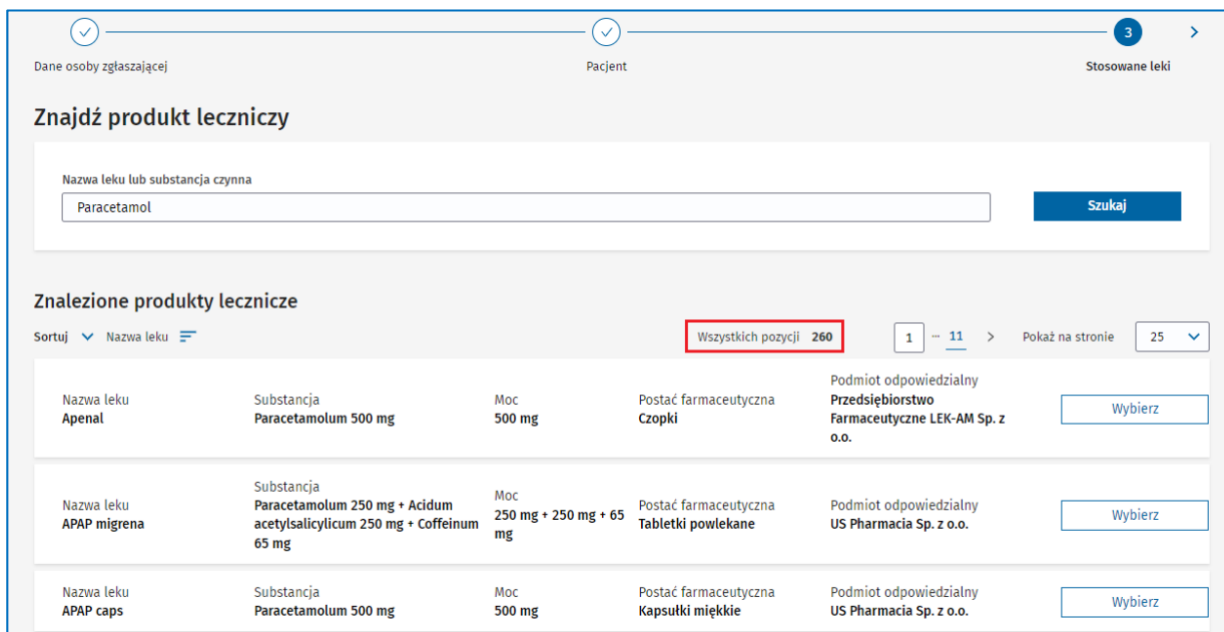 3
Dane osoby zgłaszającej
Pacjent
Stosowane leki
Znajdź produkt leczniczy
Nazwa leku lub substancja czynna
Paracetamol
Szukaj
Znalezione produkty lecznicze
Sortuj Nazwa leku
Wszystkich pozycji 260
1 – 11 > Pokaż na stronie 25
Nazwa leku
Apenal
Substancja
Paracetamolum 500 mg
Moc
500 mg
Postać farmaceutyczna
Czopki
Podmiot odpowiedzialny
Przedsiębiorstwo
Farmaceutyczne LEK-AM Sp. z
o.o.
Wybierz
Nazwa leku
APAP migrena
Substancja
Paracetamolum 250 mg + Acidum
acetylsalicylicum 250 mg + Coffeinum
65 mg
Moc
250 mg + 250 mg + 65
mg
Postać farmaceutyczna
Tabletki powlekane
Podmiot odpowiedzialny
US Pharmacia Sp. z o.o.
Wybierz
Nazwa leku
APAP caps
Substancja
Paracetamolum 500 mg
Moc
500 mg
Postać farmaceutyczna
Kapsułki miękkie
Podmiot odpowiedzialny
US Pharmacia Sp. z o.o.
Wybierz